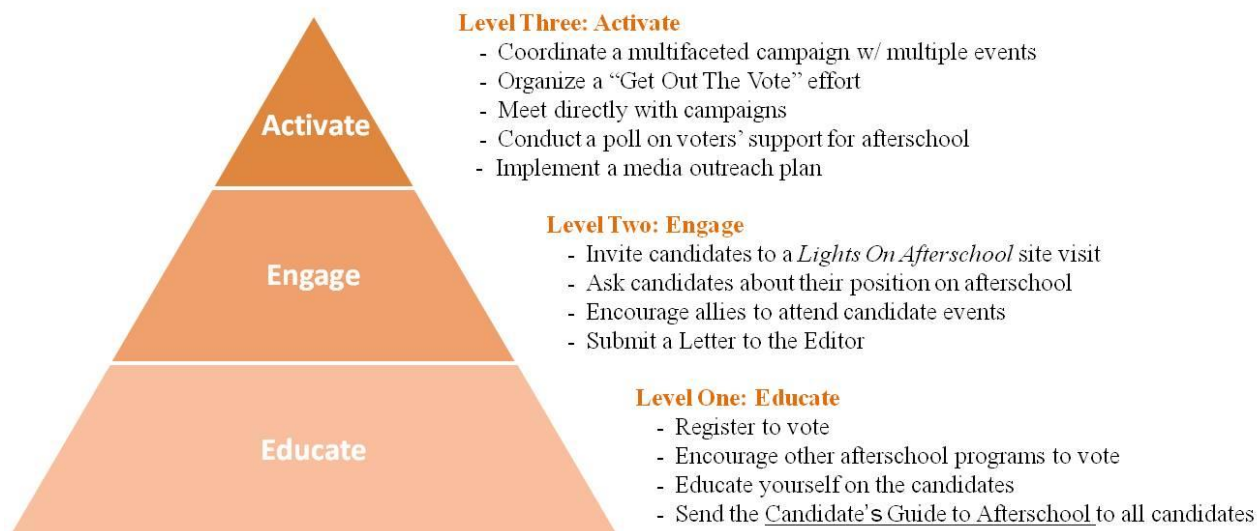 Level Three: Activate
- Coordinate a multifaceted campaign w/ multiple events
- Organize a “Get Out The Vote” effort
- Meet directly with campaigns
- Conduct a poll on voters’ support for afterschool
- Implement a media outreach plan
Activate
Level Two: Engage
- Invite candidates to a Lights On Afterschool site visit
- Ask candidates about their position on afterschool
- Encourage allies to attend candidate events
- Submit a Letter to the Editor
Engage
Level One: Educate
- Register to vote
- Encourage other afterschool programs to vote
- Educate yourself on the candidates
- Send the Candidate’s Guide to Afterschool to all candidates
Educate